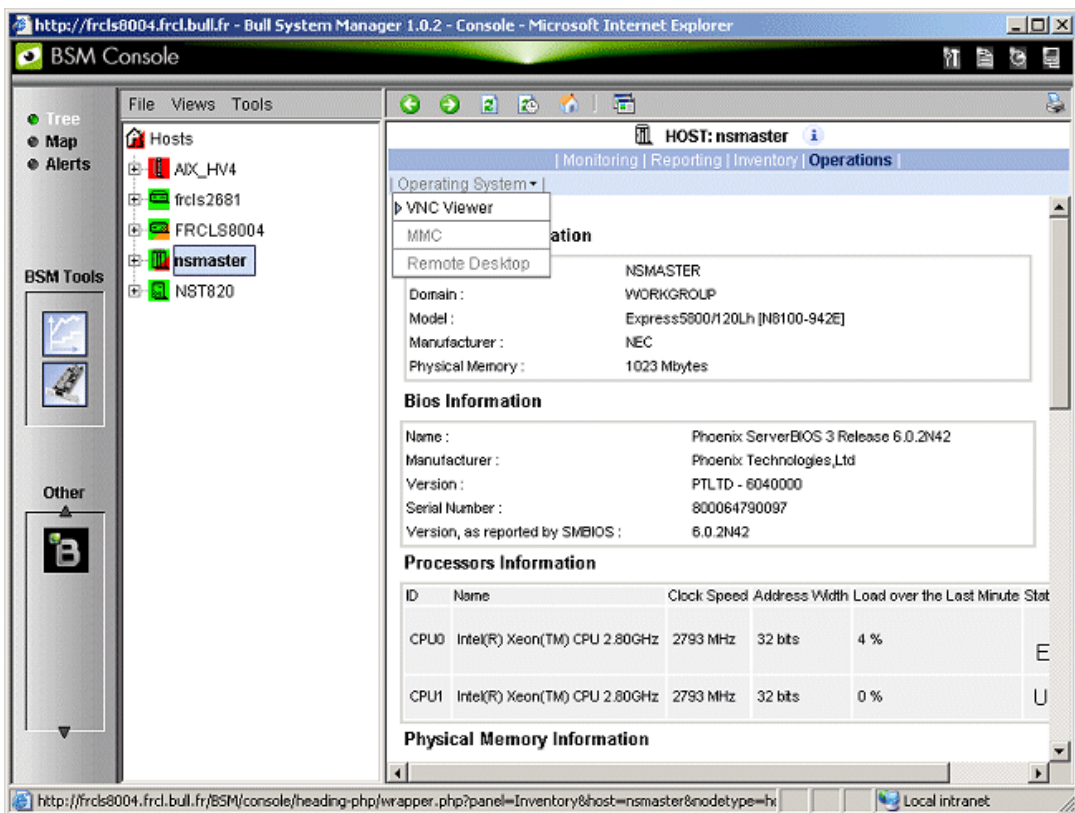 http://frcls8004.frcl.bull.fr - Bull System Manager 1.0.2 - Console - Microsoft Internet Explorer
BSM Console
File Views Tools
Tree
Map
Alerts
BSM Tools
Other
Hosts
AIX_HV4
frcls2681
FRCLS8004
nsmaster
NST820
HOST: nsmaster
| Monitoring | Reporting | Inventory | Operations |
| Operating System |
VNC Viewer
MMC
Remote Desktop
ation
NSMASTER
Domain : WORKGROUP
Model : Express5800/120Lh [N8100-942E]
Manufacturer : NEC
Physical Memory : 1023 Mbytes
Bios Information
Name : Phoenix ServerBIOS 3 Release 6.0.2N42
Manufacturer : Phoenix Technologies,Ltd
Version : PTLTD - 6040000
Serial Number : 800064790097
Version, as reported by SMBIOS : 6.0.2N42
Processors Information
ID Name Clock Speed Address Width Load over the Last Minute Stat
CPU0 Intel(R) Xeon(TM) CPU 2.80GHz 2793 MHz 32 bits 4 % E
CPU1 Intel(R) Xeon(TM) CPU 2.80GHz 2793 MHz 32 bits 0 % U
Physical Memory Information
http://frcls8004.frcl.bull.fr/BSM/console/heading-php/wrapper.php?panel=Inventory&host=nsmaster&nodetype=hc
Local intranet